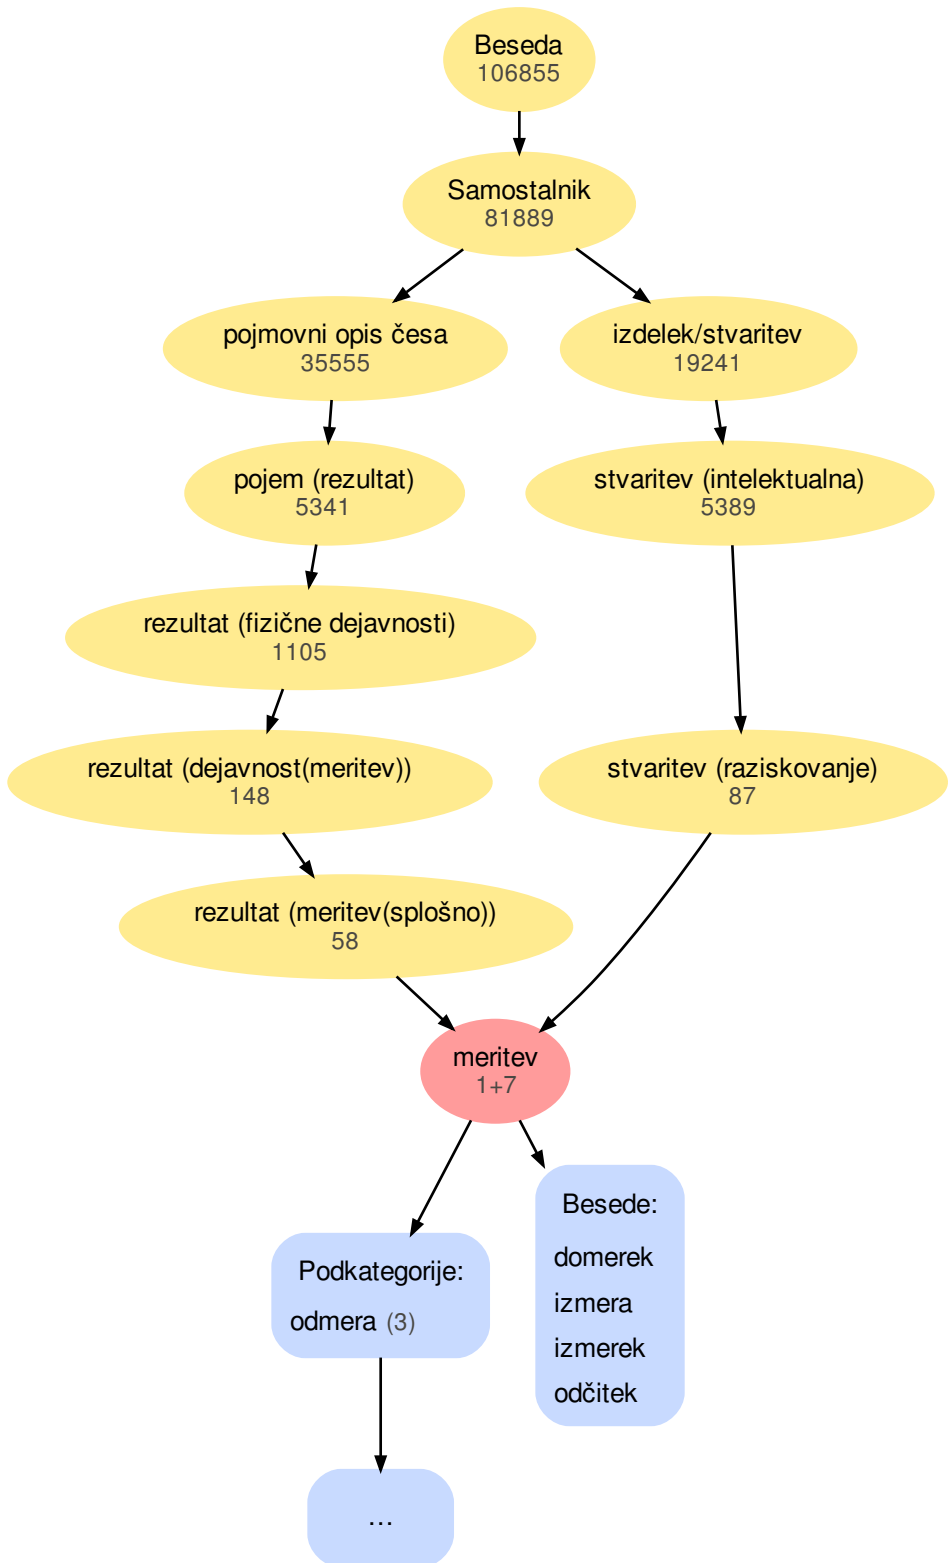 Beseda
106855
Samostalnik
81889
pojmovni opis česa
35555
izdelek/stvaritev
19241
pojem (rezultat)
5341
stvaritev (intelektualna)
5389
rezultat (fizične dejavnosti)
1105
rezultat (dejavnost(meritev))
148
stvaritev (raziskovanje)
87
rezultat (meritev(splošno))
58
meritev
1+7
Podkategorije:
odmera (3)
Besede:
domerek
izmera
izmerek
odčitek
...